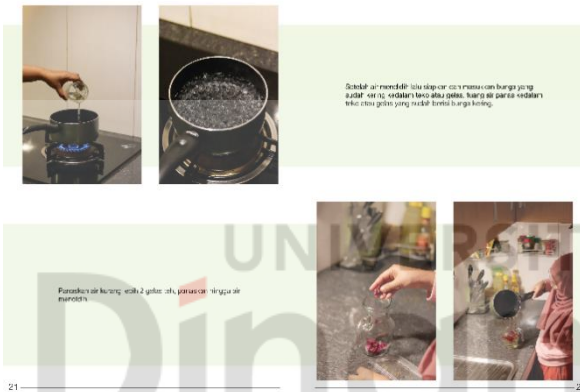 Setelah air mendidih lalu siapkan dan masukkan bunga yang
sudah kering kedalam teko atau gelas, tuang air panas kedalam
teko atau gelas yang sudah berisi bunga kering.
UNIVERSIT
Panaskan air kurang lebih 2 gelas teh, panaskan hingga air
mendidih.
Din
21
2